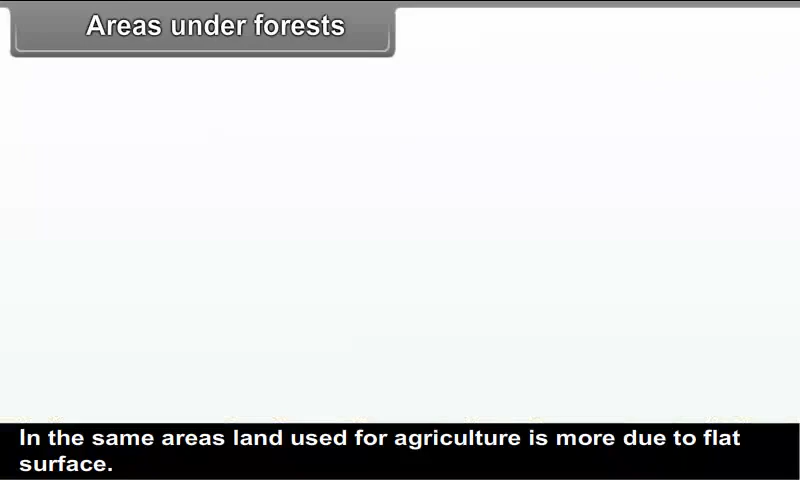 Areas under forests
In the same areas land used for agriculture is more due to flat
surface.